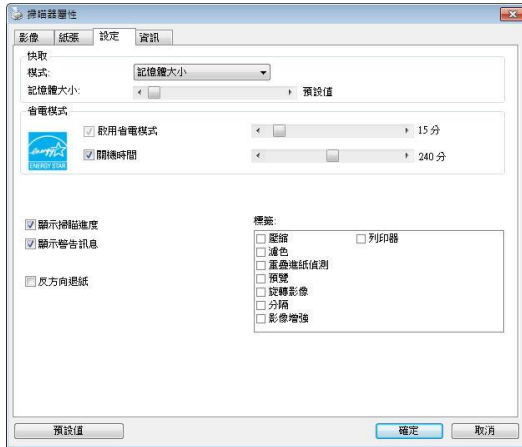 掃瞄器屬性
影像 紙張 設定 資訊
快取
模式: 記憶體大小
記憶體大小: 預設值
省電模式
ENERGY STAR
啟用省電模式 15 分
關機時間 240 分
顯示掃瞄進度
顯示警告訊息
反方向退紙
標籤:
壓縮 列印器
濾色
重疊進紙偵測
預覽
旋轉影像
分隔
影像增強
預設值 確定 取消